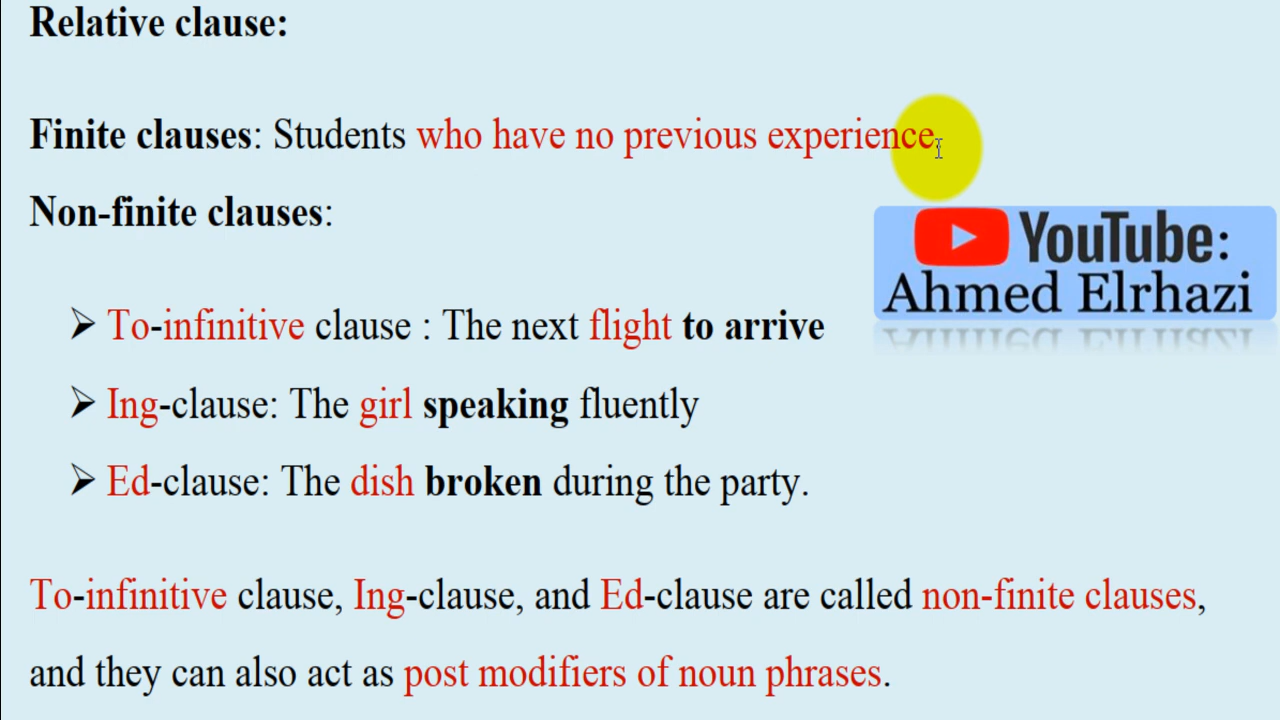 Relative clause:
Finite clauses: Students who have no previous experience.
Non-finite clauses:
YouTube:
Ahmed Elrhazi
➢ To-infinitive clause : The next flight to arrive
➢ Ing-clause: The girl speaking fluently
➢ Ed-clause: The dish broken during the party.
To-infinitive clause, Ing-clause, and Ed-clause are called non-finite clauses,
and they can also act as post modifiers of noun phrases.